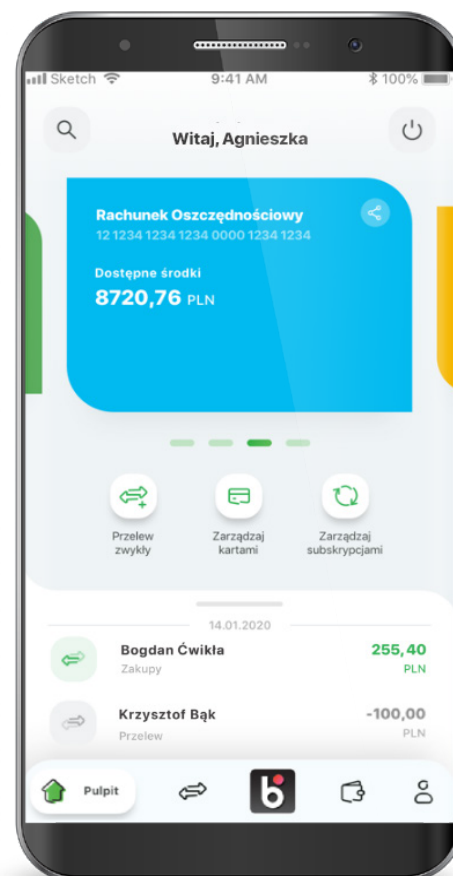 Sketch
9:41 AM
100%
Witaj, Agnieszka
Rachunek Oszczędnościowy
12 1234 1234 1234 0000 1234 1234
Dostępne środki
8720,76 PLN
Przelew
zwykły
Zarządzaj
kartami
Zarządzaj
subskrypcjami
14.01.2020
Bogdan Ćwikła
255,40
Zakupy
PLN
Krzysztof Bąk
-100,00
Przelew
PLN
Pulpit
b